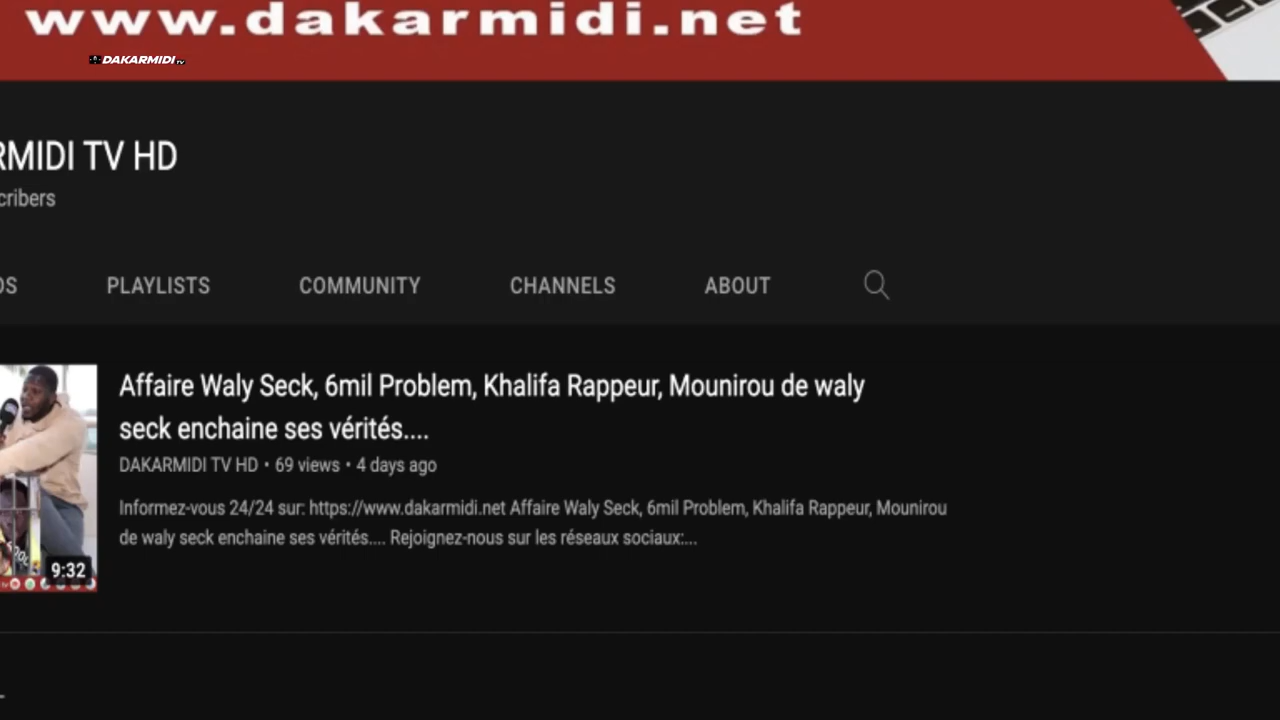 www.dakarmidi.net
DAKARMIDI TV
RMIDI TV HD
cribers
OS
PLAYLISTS
COMMUNITY
CHANNELS
ABOUT
Affaire Waly Seck, 6mil Problem, Khalifa Rappeur, Mounirou de waly
seck enchaine ses vérités....
DAKARMIDI TV HD • 69 views • 4 days ago
Informez-vous 24/24 sur: https://www.dakarmidi.net Affaire Waly Seck, 6mil Problem, Khalifa Rappeur, Mounirou
de waly seck enchaine ses vérités.... Rejoignez-nous sur les réseaux sociaux:...
9:32